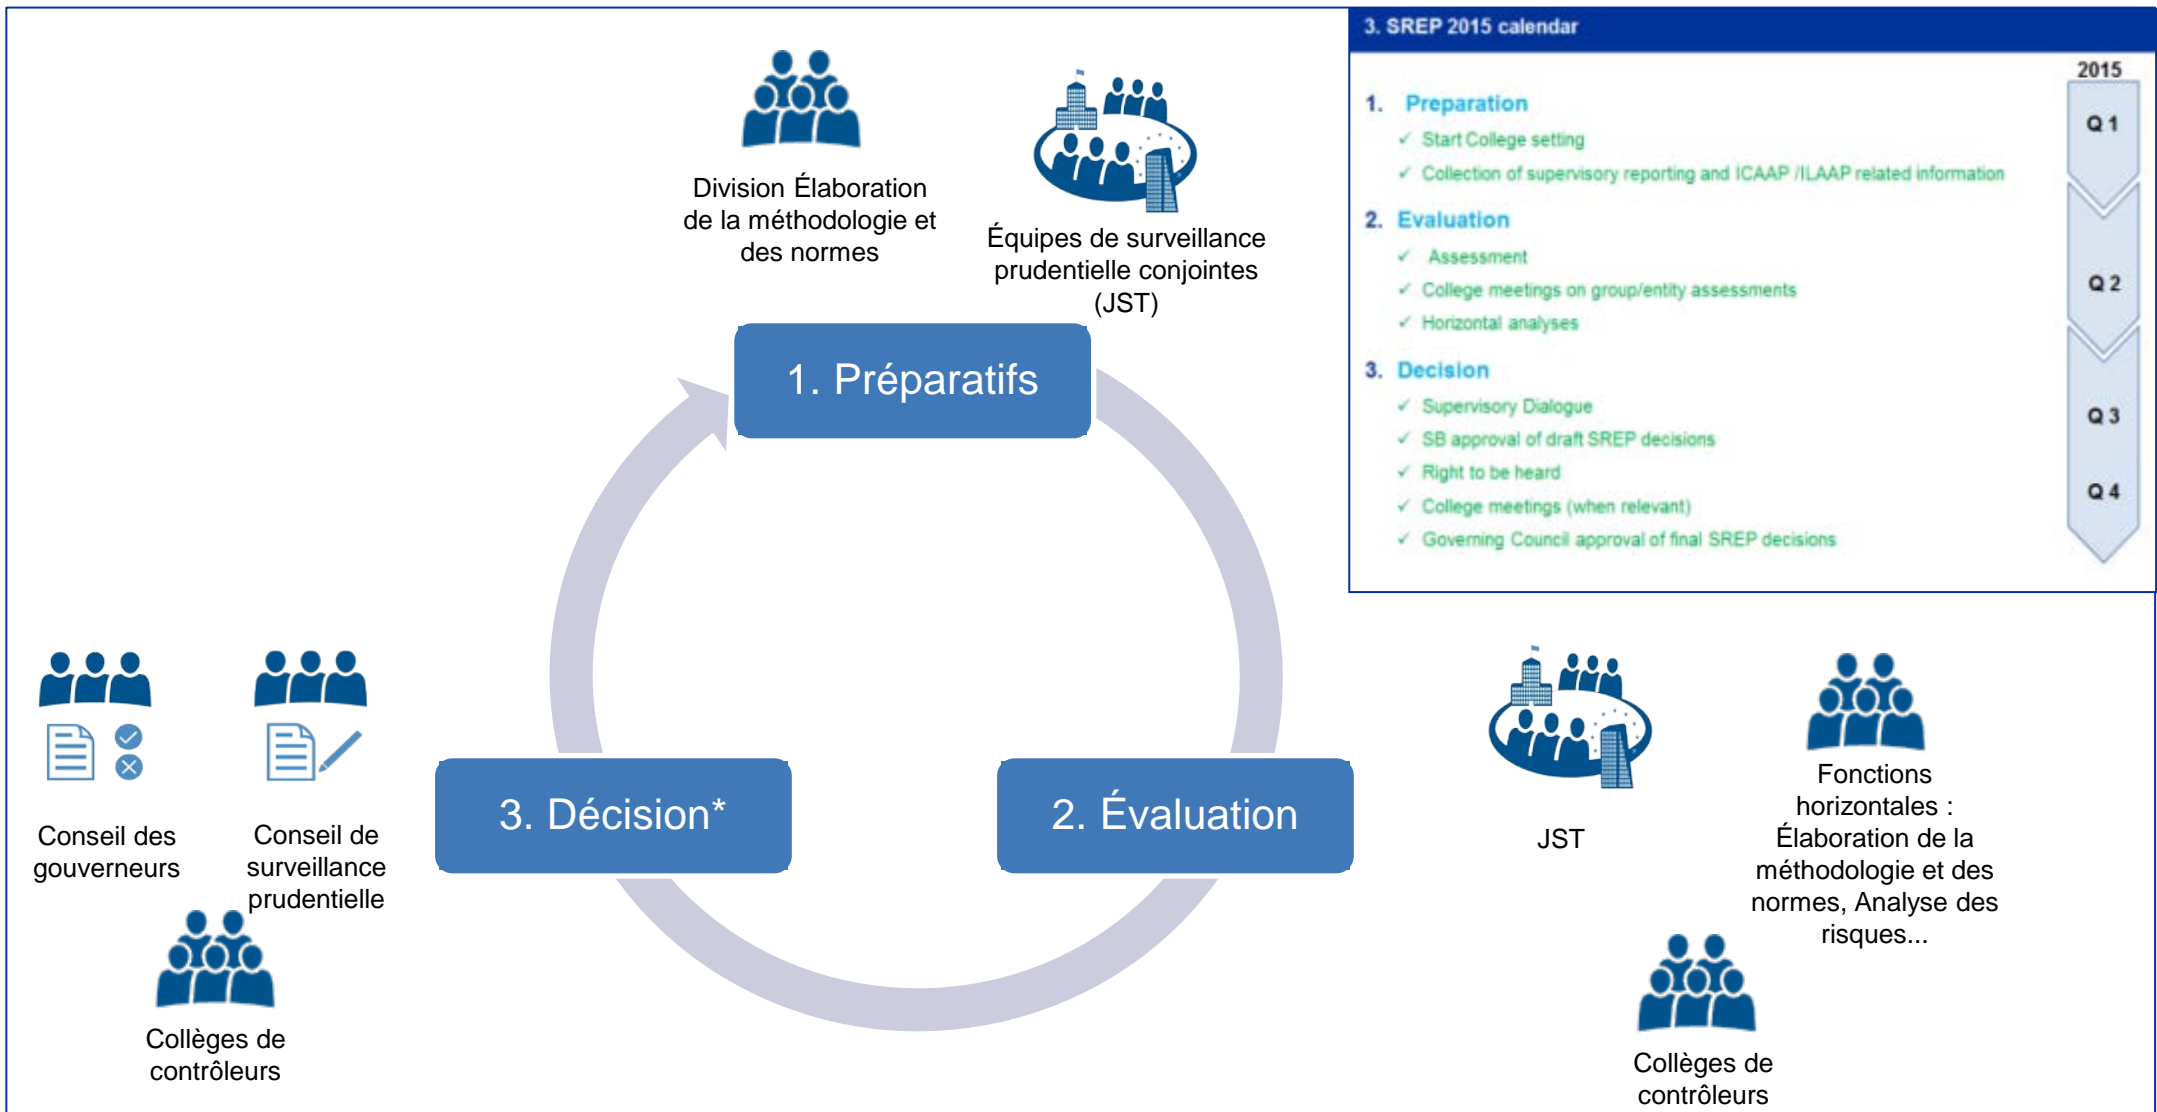 Division Élaboration
de la méthodologie et
des normes
Équipes de surveillance
prudentielle conjointes
(JST)
3. SREP 2015 calendar
2015
1. Preparation
✓ Start College setting
✓ Collection of supervisory reporting and ICAAP /ILAAP related information
Q 1
2. Evaluation
✓ Assessment
✓ College meetings on group/entity assessments
✓ Horizontal analyses
Q 2
3. Decision
✓ Supervisory Dialogue
✓ SB approval of draft SREP decisions
✓ Right to be heard
✓ College meetings (when relevant)
✓ Governing Council approval of final SREP decisions
Q 3
Q 4
1. Préparatifs
2. Évaluation
3. Décision*
JST
Fonctions
horizontales :
Élaboration de la
méthodologie et des
normes, Analyse des
risques...
Collèges de
contrôleurs
Conseil des
gouverneurs
Conseil de
surveillance
prudentielle
Collèges de
contrôleurs